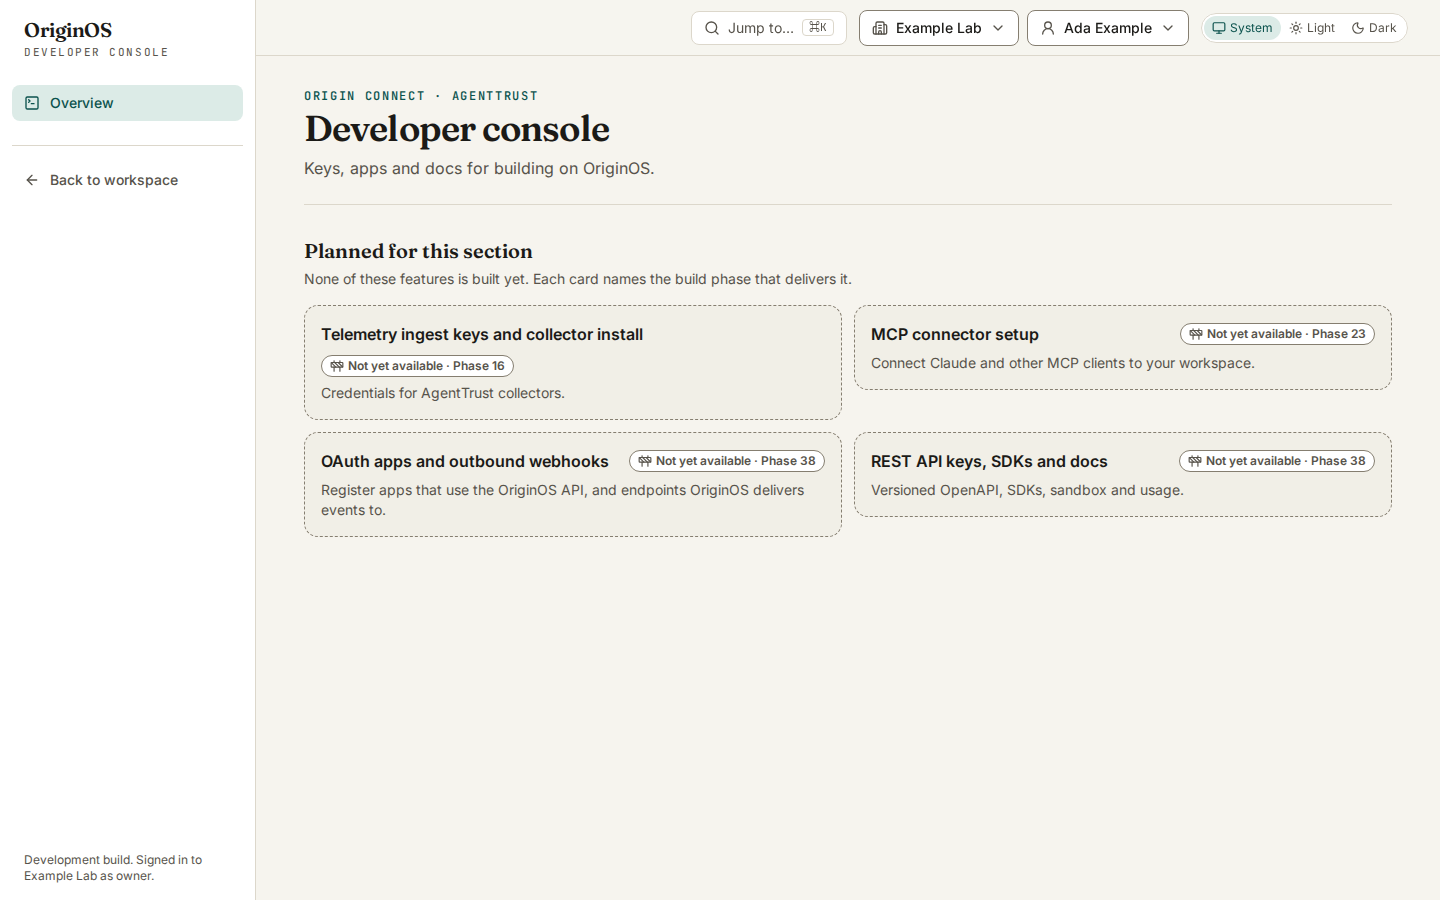 OriginOS
DEVELOPER CONSOLE
Overview
Back to workspace
Development build. Signed in to
Example Lab as owner.
Jump to... ⌘K
Example Lab
Ada Example
System
Light
Dark
ORIGIN CONNECT · AGENTTRUST
Developer console
Keys, apps and docs for building on OriginOS.
Planned for this section
None of these features is built yet. Each card names the build phase that delivers it.
Telemetry ingest keys and collector install
Not yet available · Phase 16
Credentials for AgentTrust collectors.
MCP connector setup
Not yet available · Phase 23
Connect Claude and other MCP clients to your workspace.
OAuth apps and outbound webhooks
Not yet available · Phase 38
Register apps that use the OriginOS API, and endpoints OriginOS delivers
events to.
REST API keys, SDKs and docs
Not yet available · Phase 38
Versioned OpenAPI, SDKs, sandbox and usage.